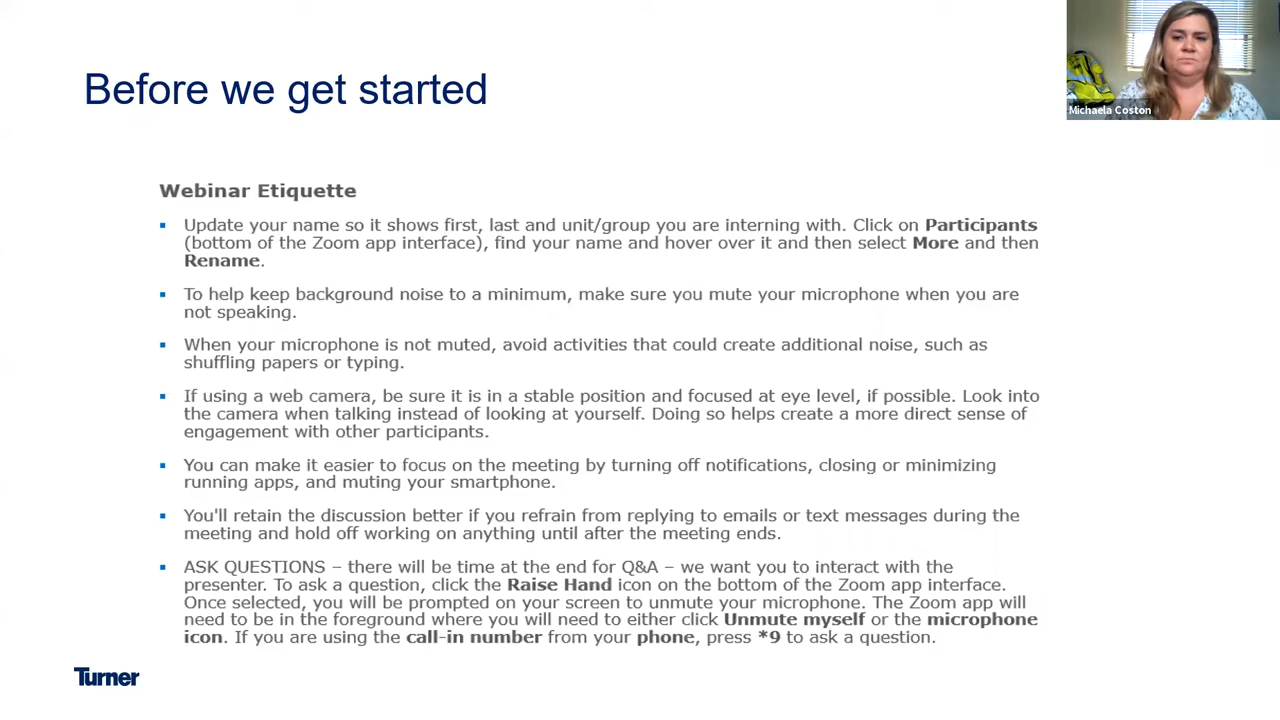 Before we get started
Michaela Coston
Webinar Etiquette
Update your name so it shows first, last and unit/group you are interning with. Click on Participants
(bottom of the Zoom app interface), find your name and hover over it and then select More and then
Rename.
To help keep background noise to a minimum, make sure you mute your microphone when you are
not speaking.
When your microphone is not muted, avoid activities that could create additional noise, such as
shuffling papers or typing.
If using a web camera, be sure it is in a stable position and focused at eye level, if possible. Look into
the camera when talking instead of looking at yourself. Doing so helps create a more direct sense of
engagement with other participants.
You can make it easier to focus on the meeting by turning off notifications, closing or minimizing
running apps, and muting your smartphone.
You'll retain the discussion better if you refrain from replying to emails or text messages during the
meeting and hold off working on anything until after the meeting ends.
ASK QUESTIONS – there will be time at the end for Q&A – we want you to interact with the
presenter. To ask a question, click the Raise Hand icon on the bottom of the Zoom app interface.
Once selected, you will be prompted on your screen to unmute your microphone. The Zoom app will
need to be in the foreground where you will need to either click Unmute myself or the microphone
icon. If you are using the call-in number from your phone, press *9 to ask a question.
Turner